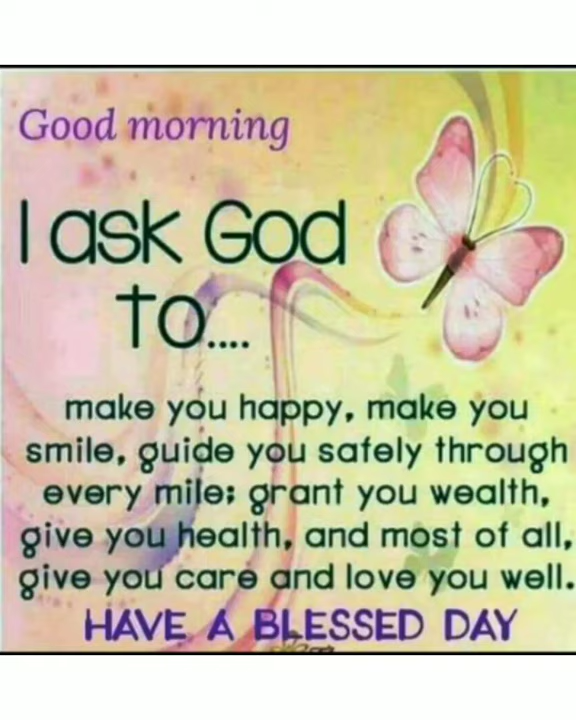 Good morning
I ask God
to....
make you happy, make you
smile, guide you safely through
every mile; grant you wealth,
give you health, and most of all,
give you care and love you well.
HAVE A BLESSED DAY